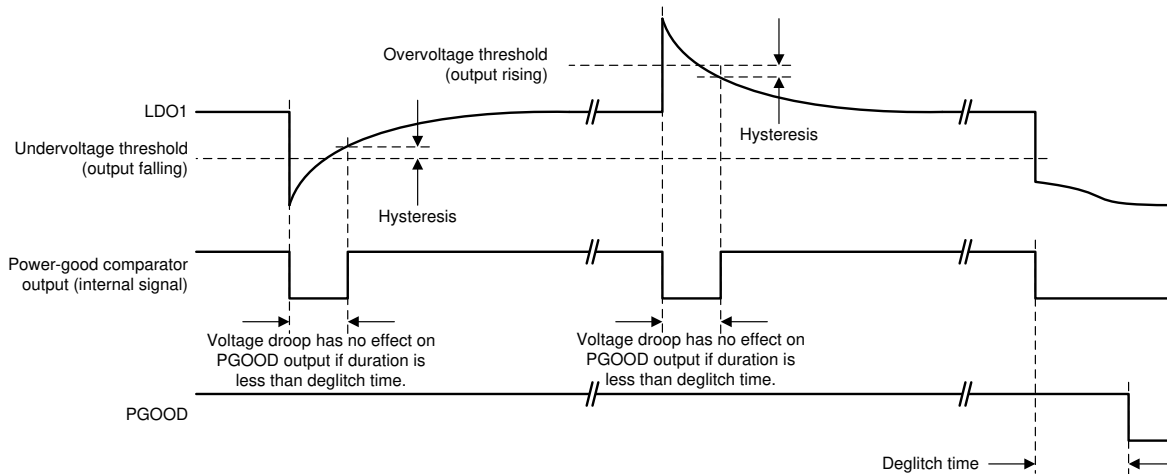 Overvoltage threshold
(output rising)
LDO1
Hysteresis
Undervoltage threshold
(output falling)
Hysteresis
Power-good comparator
output (internal signal)
Voltage droop has no effect on
PGOOD output if duration is
less than deglitch time.
Voltage droop has no effect on
PGOOD output if duration is
less than deglitch time.
PGOOD
Deglitch time